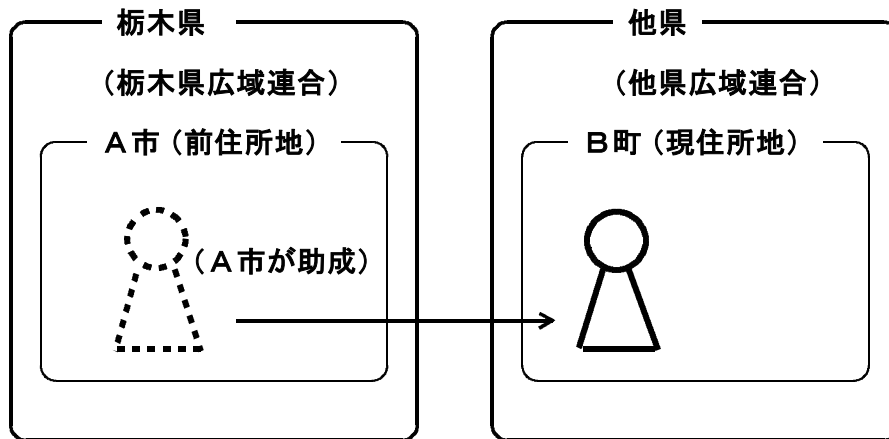 栃木県
（栃木県広域連合）
A市（前住所地）
（A市が助成）
他県
（他県広域連合）
B町（現住所地）